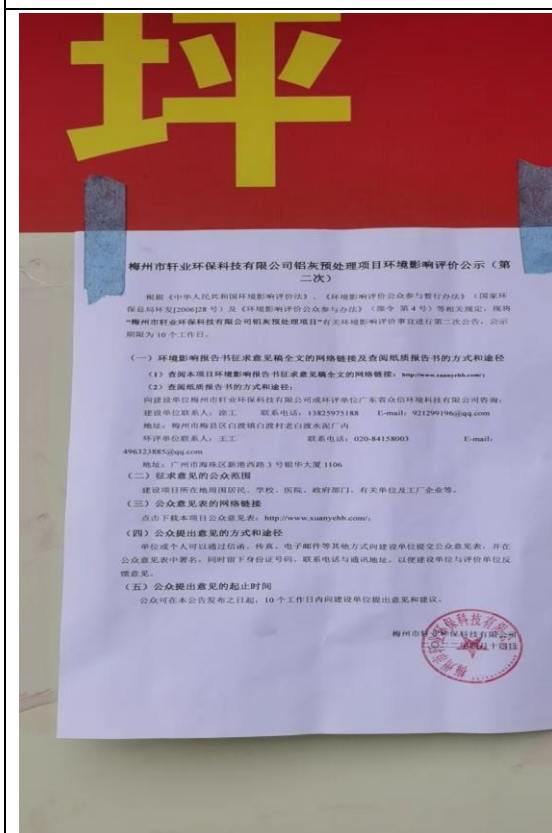 坪
梅州市轩业环保科技有限公司铝灰预处理项目环境影响评价公示（第
二次）
根据《中华人民共和国环境影响评价法》、《环境影响评价公众参与暂行办法》（国家环
保总局环发[2006]28号）及《环境影响评价公众参与办法》（部令 第4号）等相关规定，现将
“梅州市轩业环保科技有限公司铝灰预处理项目”有关环境影响评价事宜进行第二次公告，公示
期限为10个工作日。
（一）环境影响报告书征求意见稿全文的网络链接及查阅纸质报告书的方式和途径
（1）查阅本项目环境影响报告书征求意见稿全文的网络链接：http://www.xuanyehb.com/；
（2）查阅纸质报告书的方式和途径：
向建设单位梅州市轩业环保科技有限公司或环评单位广东省众信环境科技有限公司咨询；
建设单位联系人：涂工 联系电话：13825975188 E-mail：921299196@qq.com
地址：梅州市梅县区白渡镇白渡村老白渡水泥厂内
环评单位联系人：王工 联系电话：020-84158003 E-mail：
496323885@qq.com
地址：广州市海珠区新港西路3号银华大厦1106
（二）征求意见的公众范围
建设项目所在地周围居民、学校、医院、政府部门、有关单位及工厂企业等。
（三）公众意见表的网络链接
点击下载本项目公众意见表：http://www.xuanyehb.com/；
（四）公众提出意见的方式和途径
单位或个人可以通过信函、传真、电子邮件等其他方式向建设单位提交公众意见表，并在
公众意见表中署名，同时留下身份证号码、联系电话与通讯地址，以便建设单位与评价单位反
馈意见。
（五）公众提出意见的起止时间
公众可在本公告发布之日起，10个工作日内向建设单位提出意见和建议。
梅州市轩业环保科技有限公司